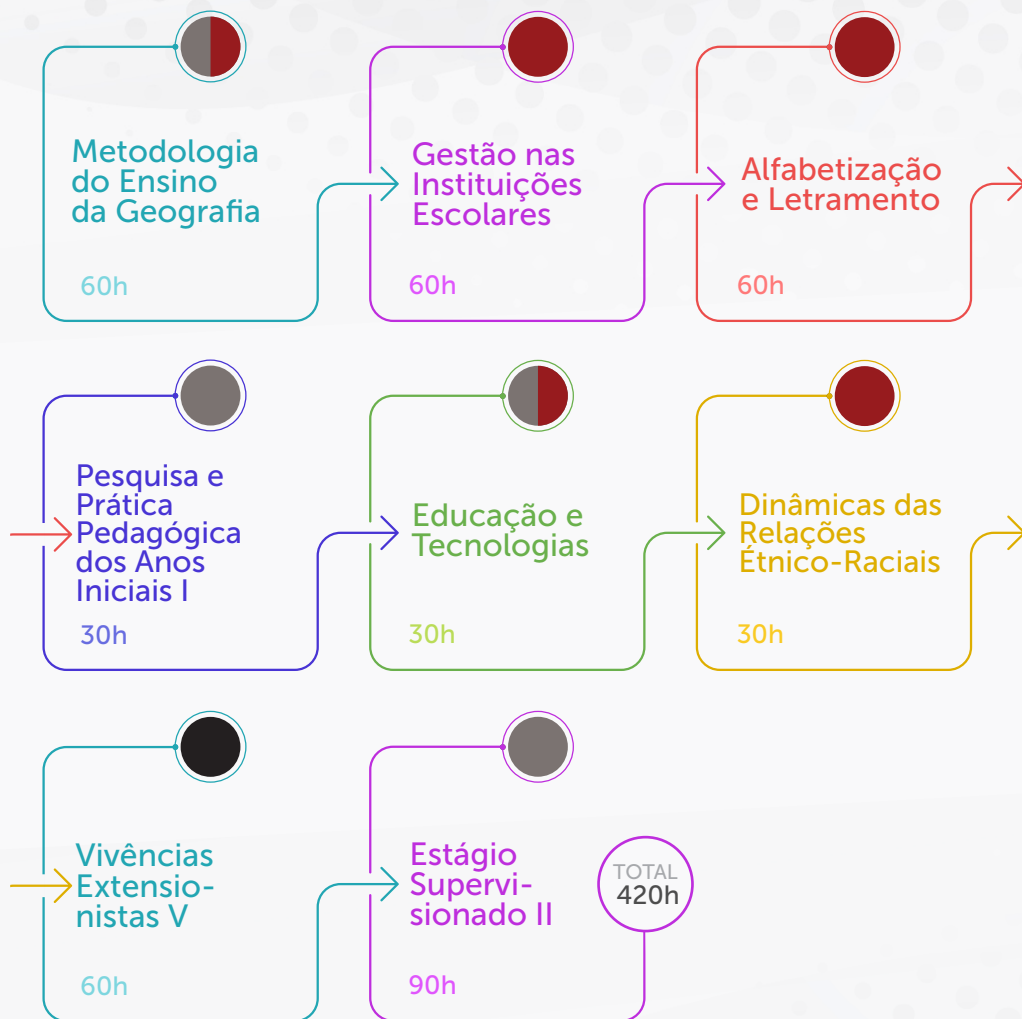 Metodologia
do Ensino
da Geografia
60h
Gestão nas
Instituições
Escolares
60h
Alfabetização
e Letramento
60h
Pesquisa e
Prática
Pedagógica
dos Anos
Iniciais I
30h
Educação e
Tecnologias
30h
Dinâmicas das
Relações
Étnico-Raciais
30h
Vivências
Extensio-
nistas V
60h
Estágio
Supervi-
sionado II
90h
TOTAL
420h